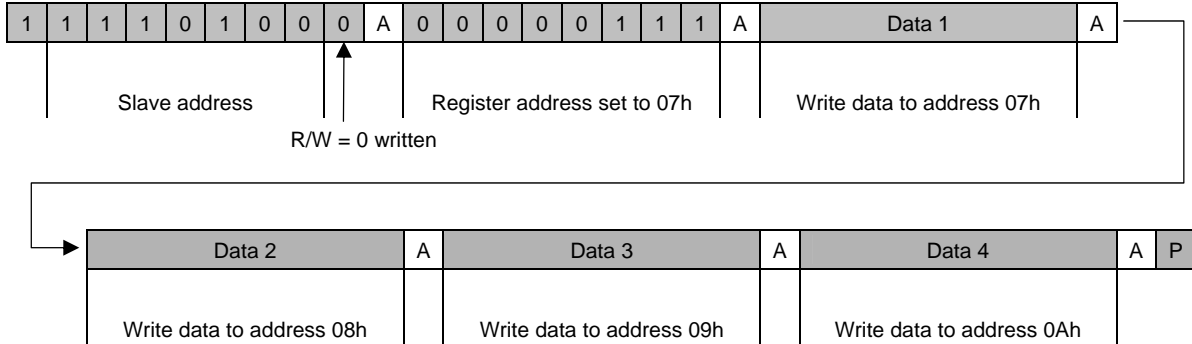 1 1 1 1 0 1 0 0 0 A 0 0 0 0 0 1 1 1 A Data 1 A
Slave address Register address set to 07h Write data to address 07h
R/W = 0 written
Data 2 A Data 3 A Data 4 A P
Write data to address 08h Write data to address 09h Write data to address 0Ah